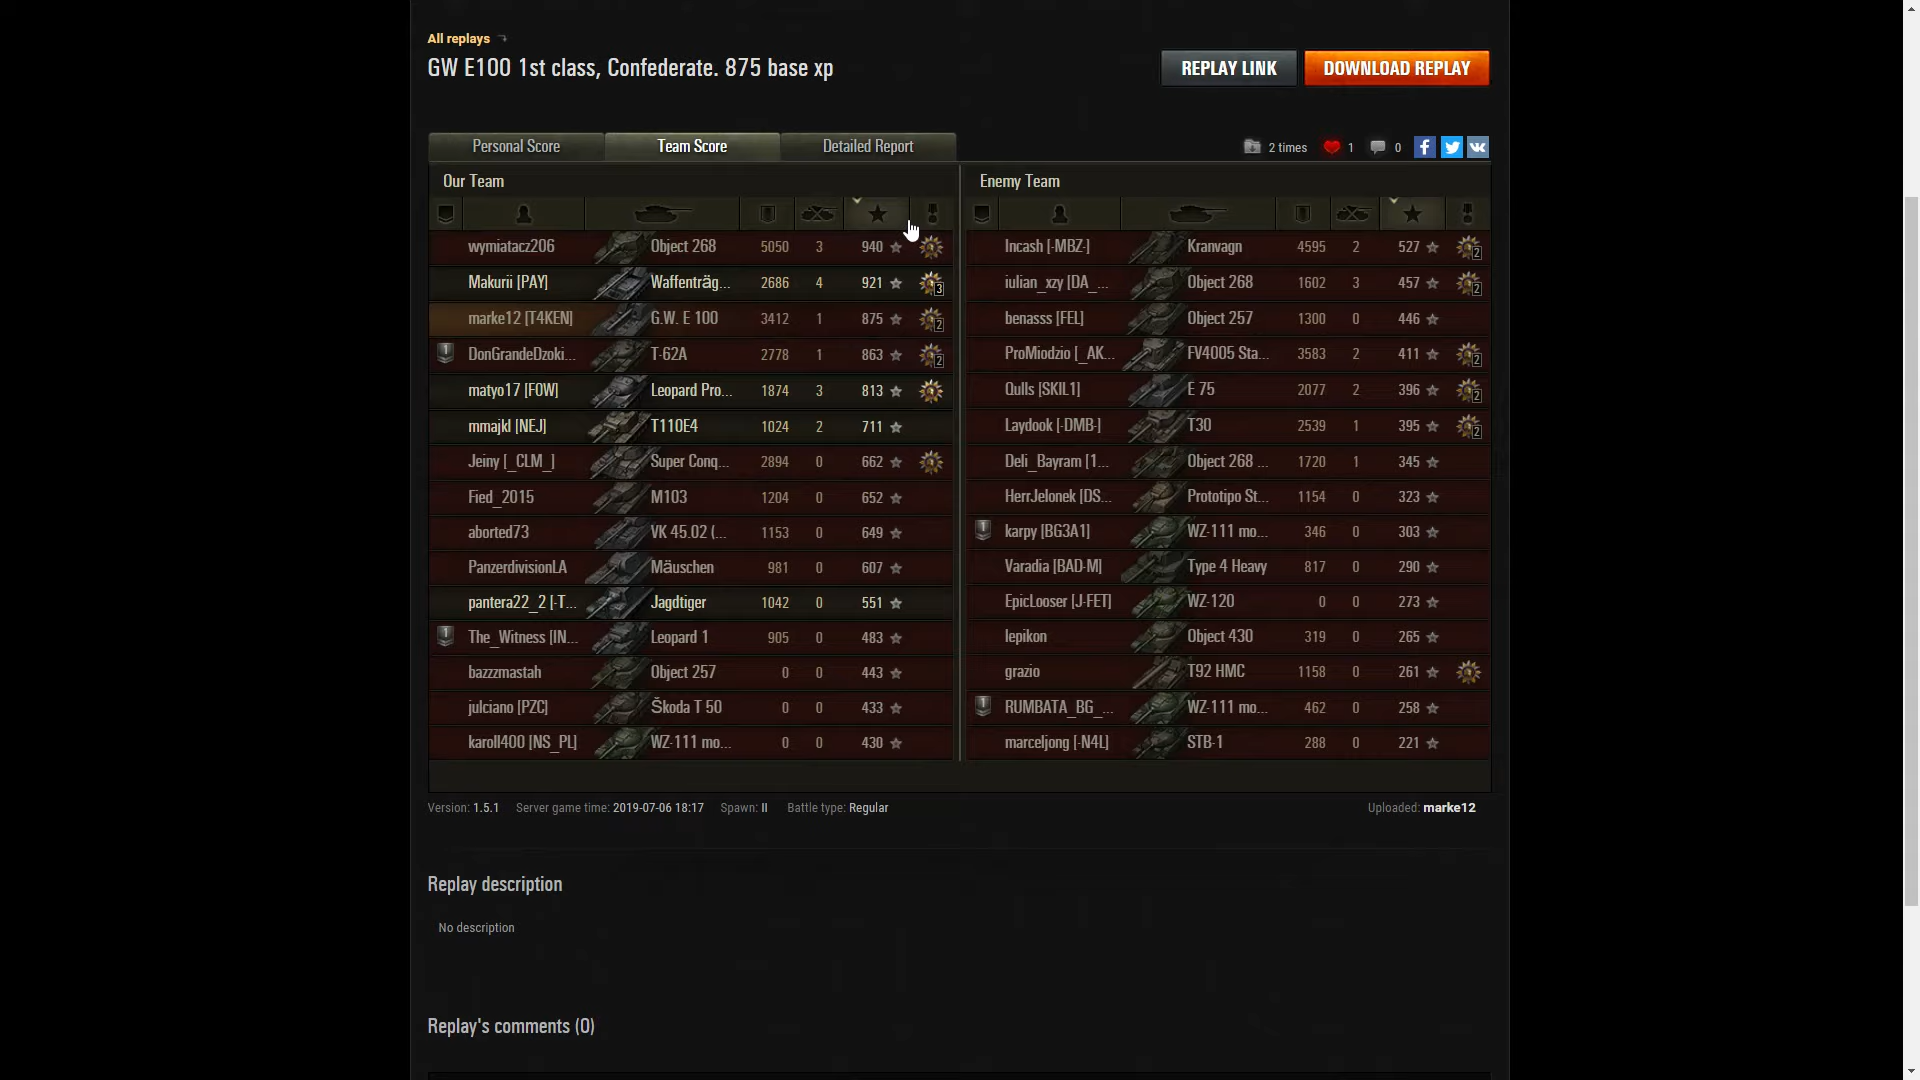 All replays
GW E100 1st class, Confederate. 875 base xp
REPLAY LINK
DOWNLOAD REPLAY
Personal Score
Team Score
Detailed Report
2 times
1
0
Our Team
wymiatacz206 Object 268 5050 3 940
Makurii [PAY] Waffenträg... 2686 4 921 3
marke12 [T4KEN] G.W. E 100 3412 1 875 2
1 DonGrandeDzoki... T-62A 2778 1 863 2
matyo17 [FOW] Leopard Pro... 1874 3 813
mmajkl [NEJ] T110E4 1024 2 711
Jeiny [_CLM_] Super Conq... 2894 0 662
Fied_2015 M103 1204 0 652
aborted73 VK 45.02 (... 1153 0 649
PanzerdivisionLA Mäuschen 981 0 607
pantera22_2 [-T... Jagdtiger 1042 0 551
1 The_Witness [IN... Leopard 1 905 0 483
bazzzmastah Object 257 0 0 443
julciano [PZC] Škoda T 50 0 0 433
karoll400 [NS_PL] WZ-111 mo... 0 0 430
Enemy Team
Incash [-MBZ-] Kranvagn 4595 2 527 2
iulian_xzy [DA_... Object 268 1602 3 457 2
benasss [FEL] Object 257 1300 0 446
ProMiodzio [_AK... FV4005 Sta... 3583 2 411 2
Qulls [SKIL1] E 75 2077 2 396 2
Laydook [-DMB-] T30 2539 1 395 2
Deli_Bayram [1... Object 268 ... 1720 1 345
HerrJelonek [DS... Prototipo St... 1154 0 323
1 karpy [BG3A1] WZ-111 mo... 346 0 303
Varadia [BAD-M] Type 4 Heavy 817 0 290
EpicLooser [J-FET] WZ-120 0 0 273
lepikon Object 430 319 0 265
grazio T92 HMC 1158 0 261
1 RUMBATA_BG_... WZ-111 mo... 462 0 258
marceljong [-N4L] STB-1 288 0 221
Version: 1.5.1 Server game time: 2019-07-06 18:17 Spawn: II Battle type: Regular
Uploaded: marke12
Replay description
No description
Replay's comments (0)